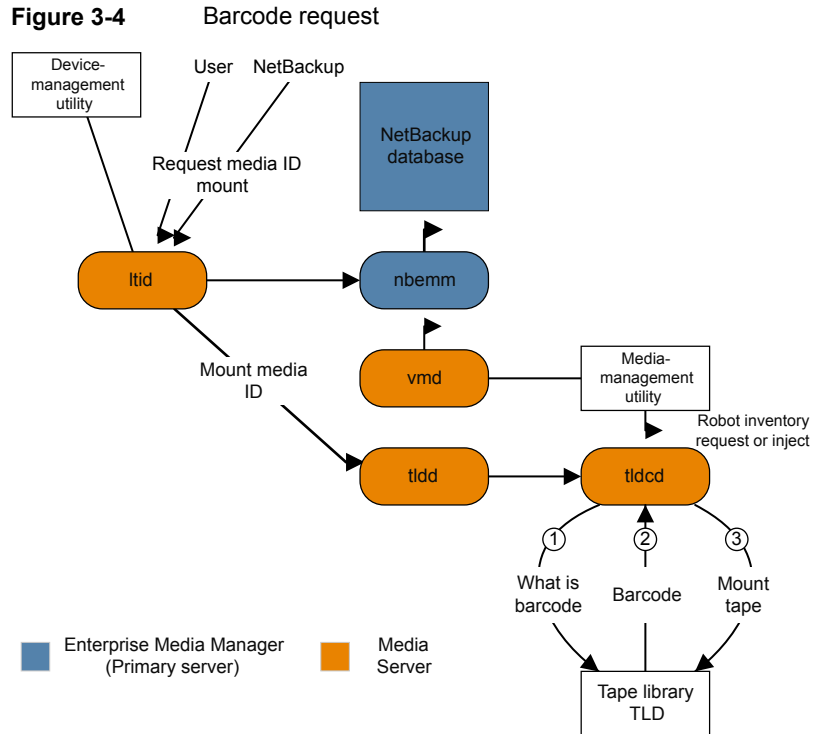 Figure 3-4 Barcode request
Device-
management
utility
User
NetBackup
NetBackup
database
Request media ID
mount
ltid
nbemm
Mount media
ID
vmd
Media-
management
utility
Robot inventory
request or inject
tldd
tldcd
1
2
3
What is
barcode
Barcode
Mount
tape
Enterprise Media Manager
(Primary server)
Media
Server
Tape library
TLD